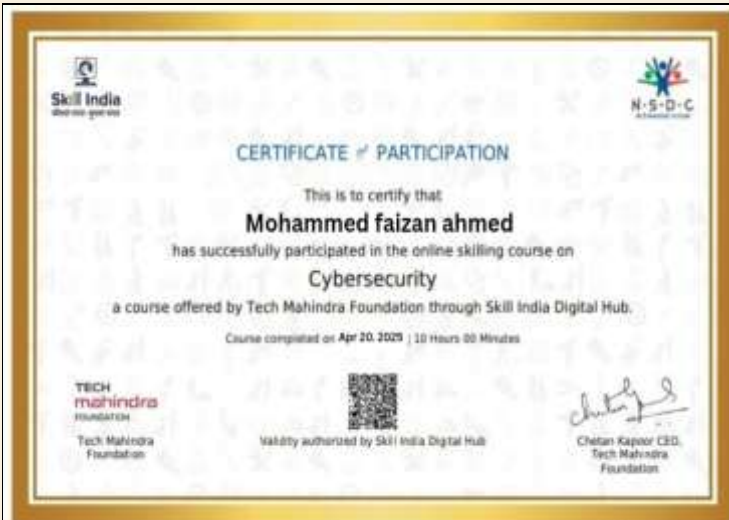 Skill India
N·S·D·C
CERTIFICATE of PARTICIPATION
This is to certify that
Mohammed faizan ahmed
has successfully participated in the online skilling course on
Cybersecurity
a course offered by Tech Mahindra Foundation through Skill India Digital Hub.
Course completed on Apr 20, 2025 | 10 Hours 00 Minutes
TECH
mahindra
FOUNDATION
Tech Mahindra
Foundation
Validity authorized by Skill India Digital Hub
Chetan Kapoor CEO,
Tech Mahindra
Foundation